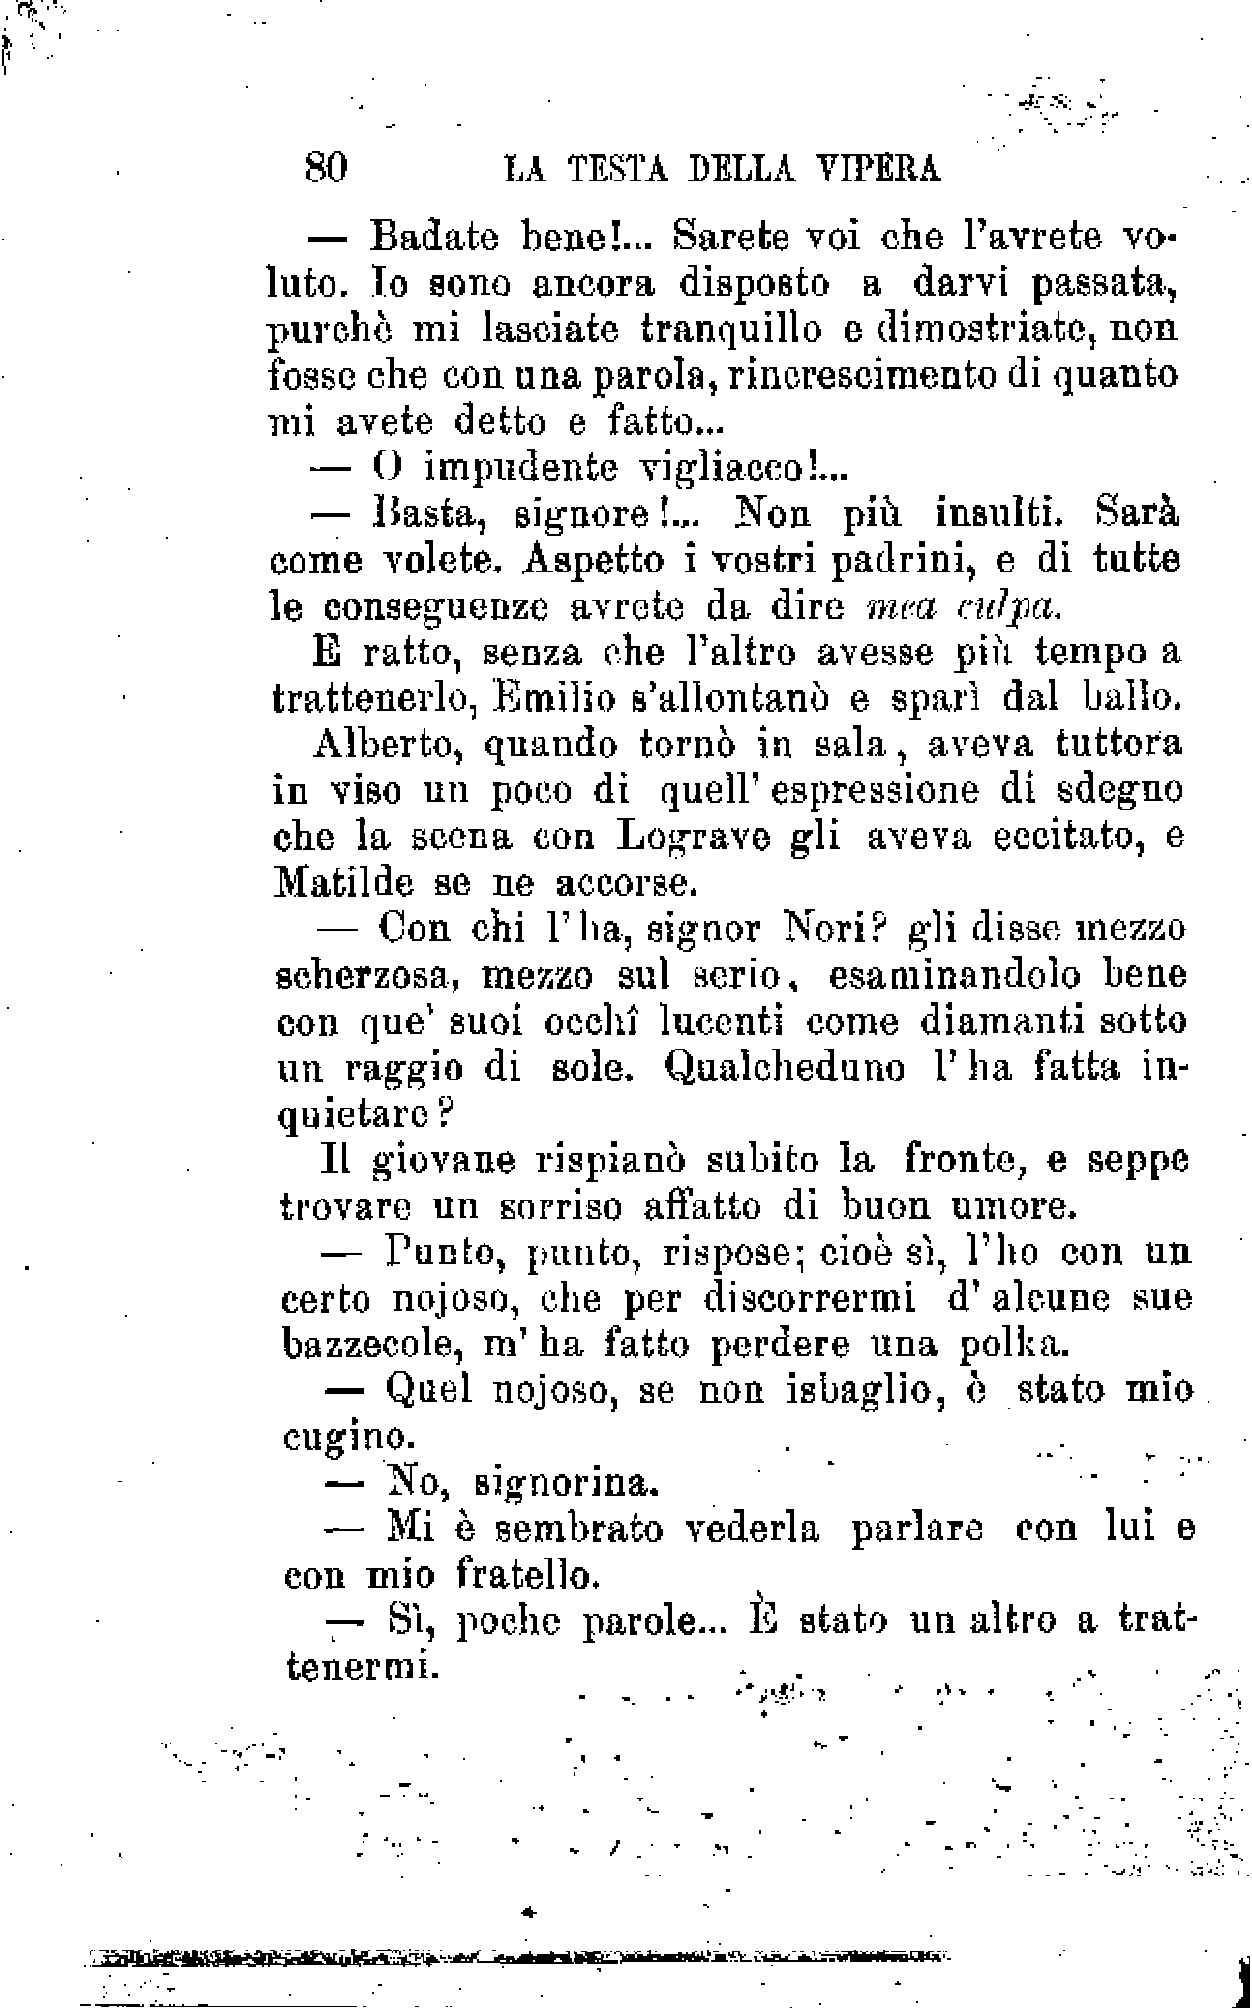 80 LA TESTA DELLA VIPERA
— Badate bene!... Sarete voi che l'avrete vo-
luto. Io sono ancora disposto a darvi passata,
purchè mi lasciate tranquillo e dimostriate, non
fosse che con una parola, rincrescimento di quanto
mi avete detto e fatto...
— O impudente vigliacco!...
— Basta, signore!... Non più insulti. Sarà
come volete. Aspetto i vostri padrini, e di tutte
le conseguenze avrete da dire mea culpa.
E ratto, senza che l'altro avesse più tempo a
trattenerlo, Emilio s'allontanò e sparì dal ballo.
Alberto, quando tornò in sala, aveva tuttora
in viso un poco di quell' espressione di sdegno
che la scena con Lograve gli aveva eccitato, e
Matilde se ne accorse.
— Con chi l'ha, signor Nori? gli disse mezzo
scherzosa, mezzo sul serio, esaminandolo bene
con que' suoi occhî lucenti come diamanti sotto
un raggio di sole. Qualcheduno l'ha fatta in-
quietare?
Il giovane rispianò subito la fronte, e seppe
trovare un sorriso affatto di buon umore.
— Punto, punto, rispose; cioè sì, l'ho con un
certo nojoso, che per discorrermi d'alcune sue
bazzecole, m'ha fatto perdere una polka.
— Quel nojoso, se non isbaglio, è stato mio
cugino.
— No, signorina.
— Mi è sembrato vederla parlare con lui e
con mio fratello.
— Sì, poche parole... È stato un altro a trat-
tenermi.